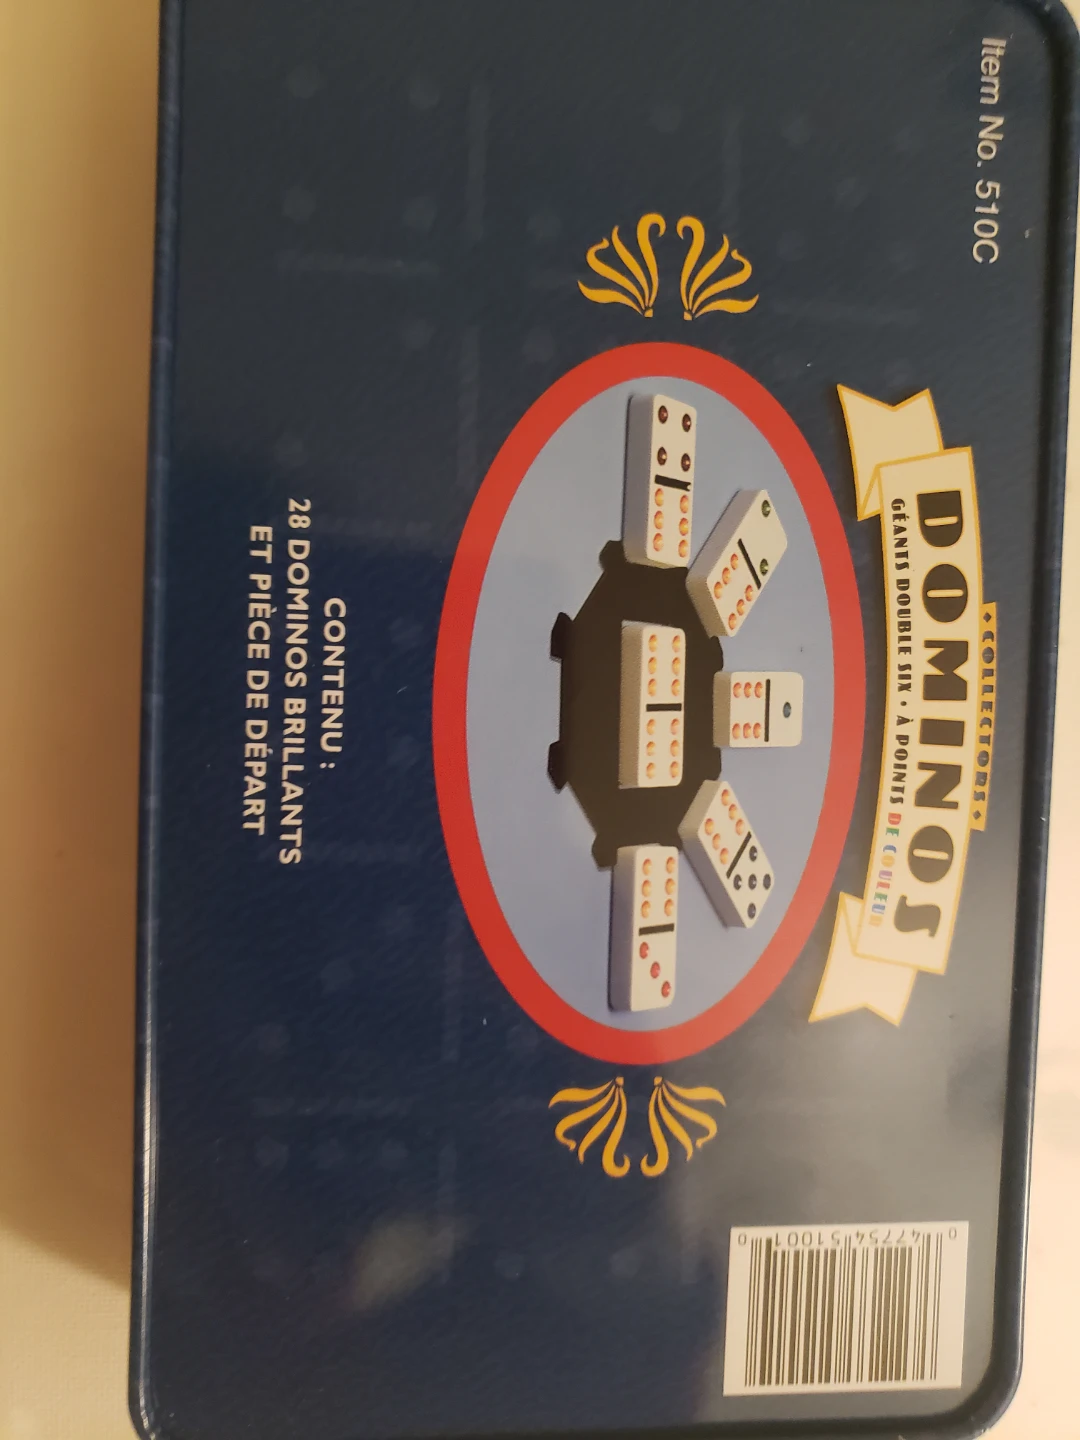 Item No. 510C
◆COLLECTORS◆
DOMINOS
GÉANTS DOUBLE SIX • À POINTS DE COULEUR
CONTENU :
28 DOMINOS BRILLANTS
ET PIÈCE DE DÉPART
0 47754 51001 0